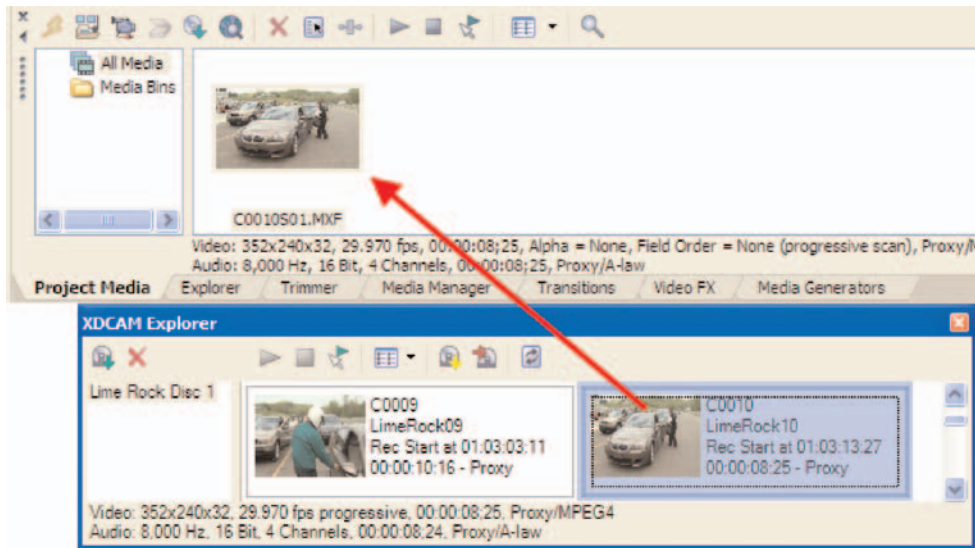 All Media
Media Bins
C0010S01.MXF
Video: 352x240x32, 29.970 fps, 00:00:08;25, Alpha = None, Field Order = None (progressive scan), Proxy/M
Audio: 8,000 Hz, 16 Bit, 4 Channels, 00:00:08;25, Proxy/A-law
Project Media Explorer Trimmer Media Manager Transitions Video FX Media Generators
XDCAM Explorer
Lime Rock Disc 1
C0009
LimeRock09
Rec Start at 01:03:03:11
00:00:10:16 - Proxy
C0010
LimeRock10
Rec Start at 01:03:13:27
00:00:08:25 - Proxy
Video: 352x240x32, 29.970 fps progressive, 00:00:08;25, Proxy/MPEG4
Audio: 8,000 Hz, 16 Bit, 4 Channels, 00:00:08;24, Proxy/A-law